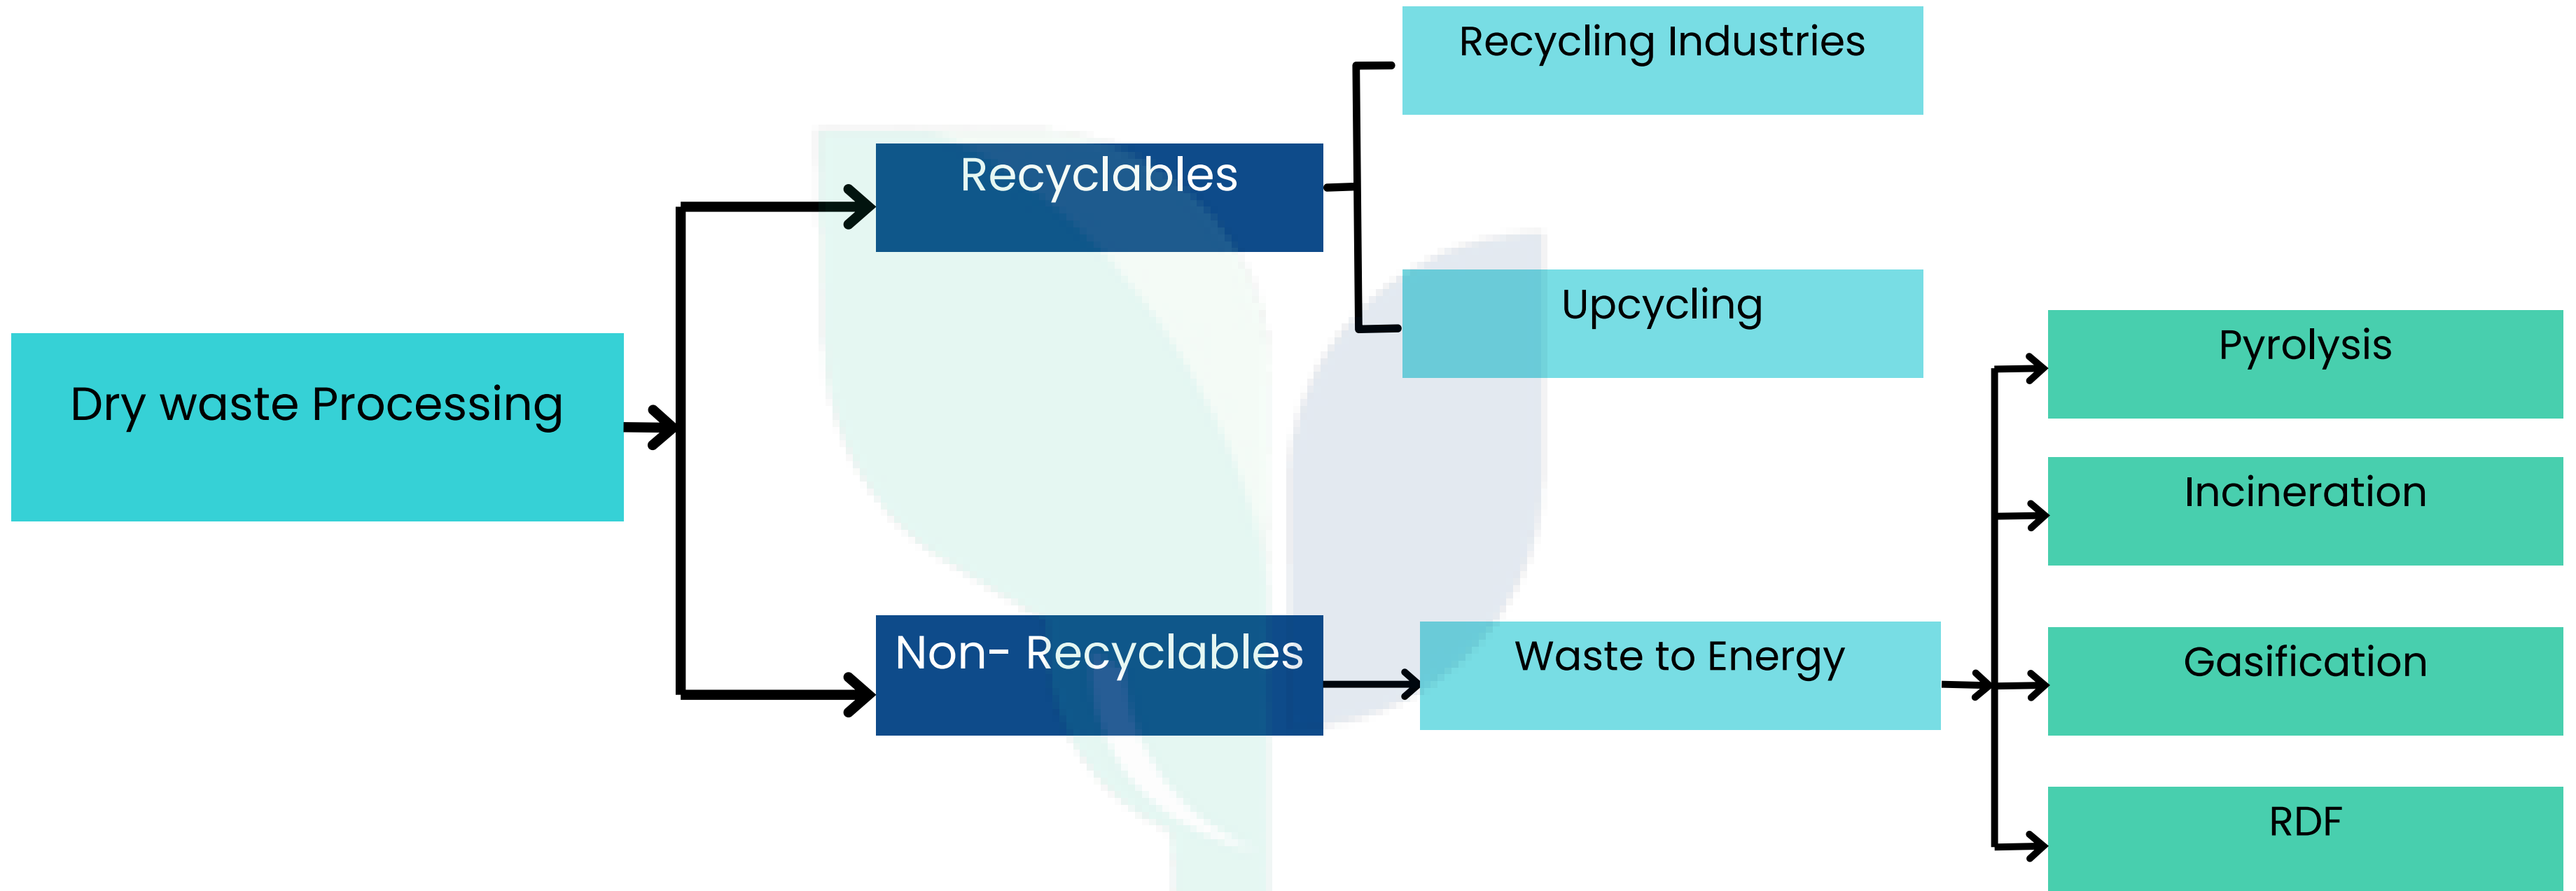 Recycling Industries
Recyclables
Upcycling
Dry waste Processing
Pyrolysis
Incineration
Non- Recyclables
Waste to Energy
Gasification
RDF